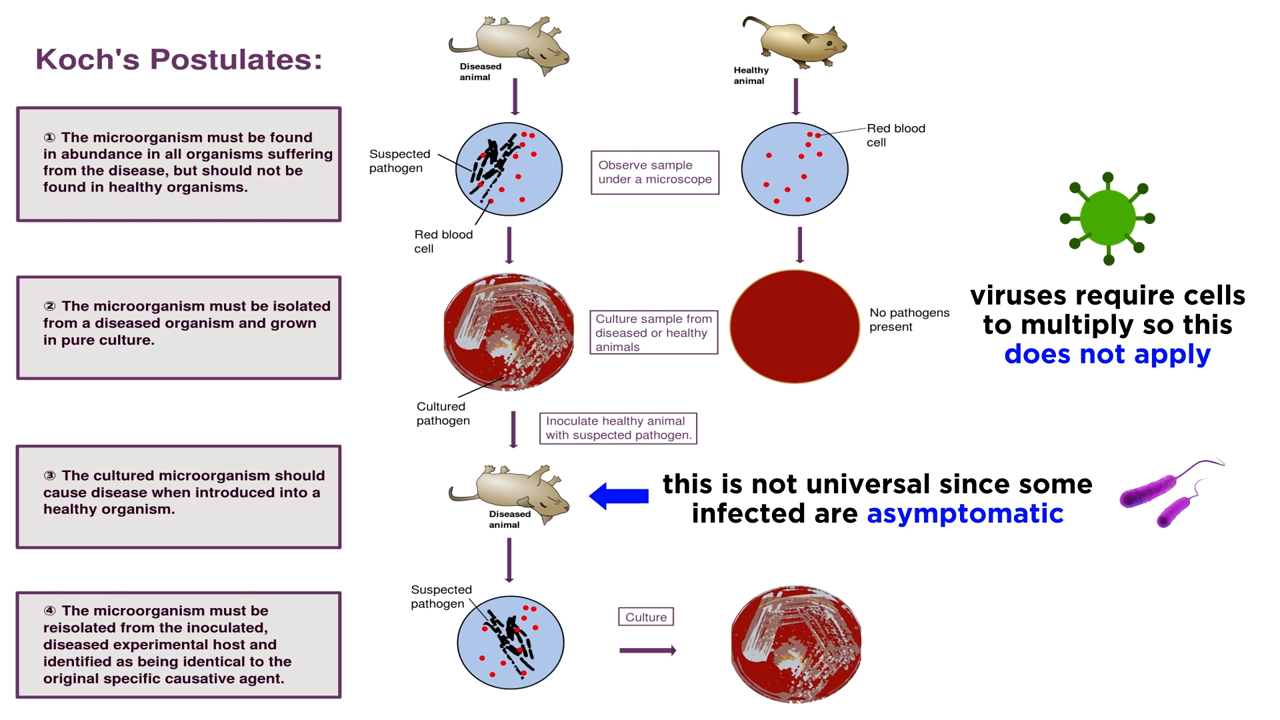 Koch's Postulates:
① The microorganism must be found
in abundance in all organisms suffering
from the disease, but should not be
found in healthy organisms.
② The microorganism must be isolated
from a diseased organism and grown
in pure culture.
③ The cultured microorganism should
cause disease when introduced into a
healthy organism.
④ The microorganism must be
reisolated from the inoculated,
diseased experimental host and
identified as being identical to the
original specific causative agent.
Diseased
animal
Healthy
animal
Suspected
pathogen
Red blood
cell
Observe sample
under a microscope
Red blood
cell
Culture sample from
diseased or healthy
animals
No pathogens
present
Cultured
pathogen
Inoculate healthy animal
with suspected pathogen.
Diseased
animal
Suspected
pathogen
Culture
viruses require cells
to multiply so this
does not apply
this is not universal since some
infected are asymptomatic